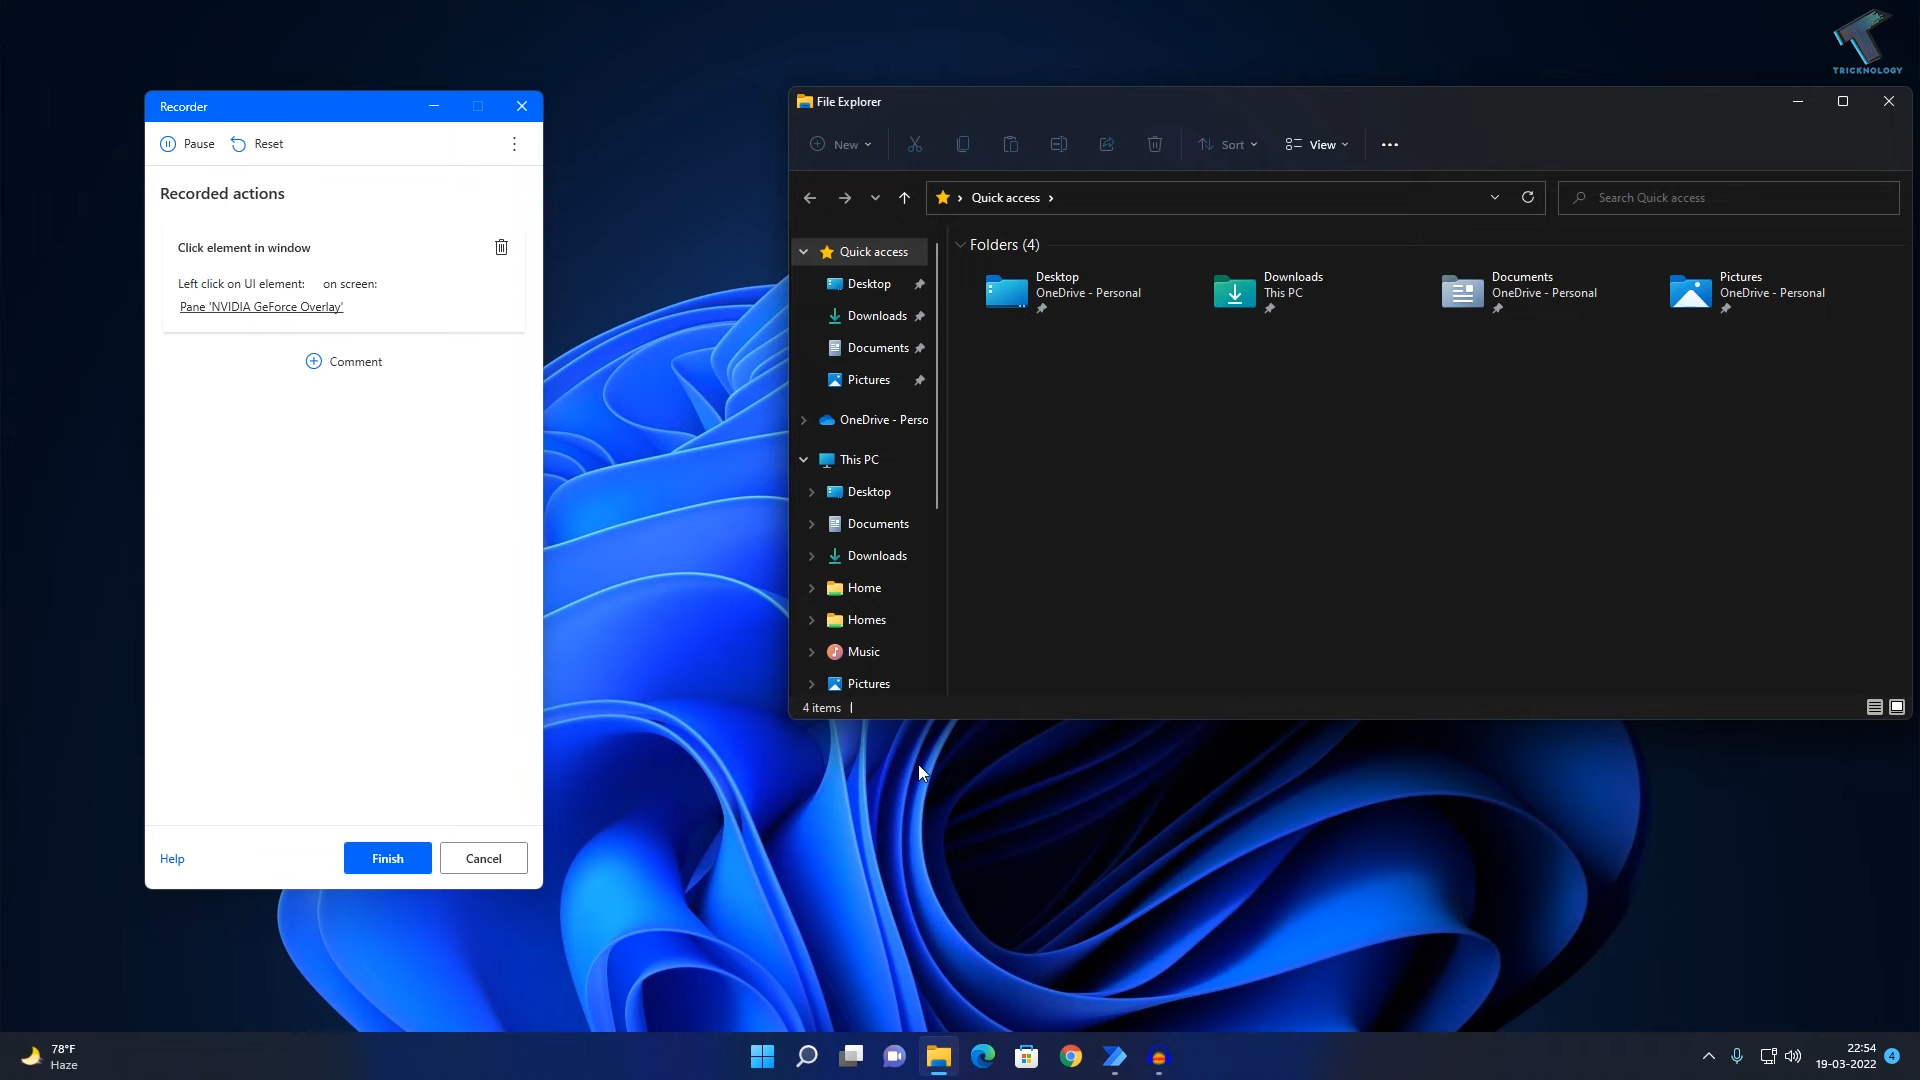 TRICKNOLOGY
Recorder
Pause Reset
Recorded actions
Click element in window
Left click on UI element: on screen:
Pane 'NVIDIA GeForce Overlay'
Comment
Help Finish Cancel
File Explorer
New Sort View
Quick access Search Quick access
Quick access
Desktop
Downloads
Documents
Pictures
OneDrive - Perso
This PC
Desktop
Documents
Downloads
Home
Homes
Music
Pictures
Folders (4)
Desktop
OneDrive - Personal
Downloads
This PC
Documents
OneDrive - Personal
Pictures
OneDrive - Personal
4 items
78°F
Haze
22:54
19-03-2022
4